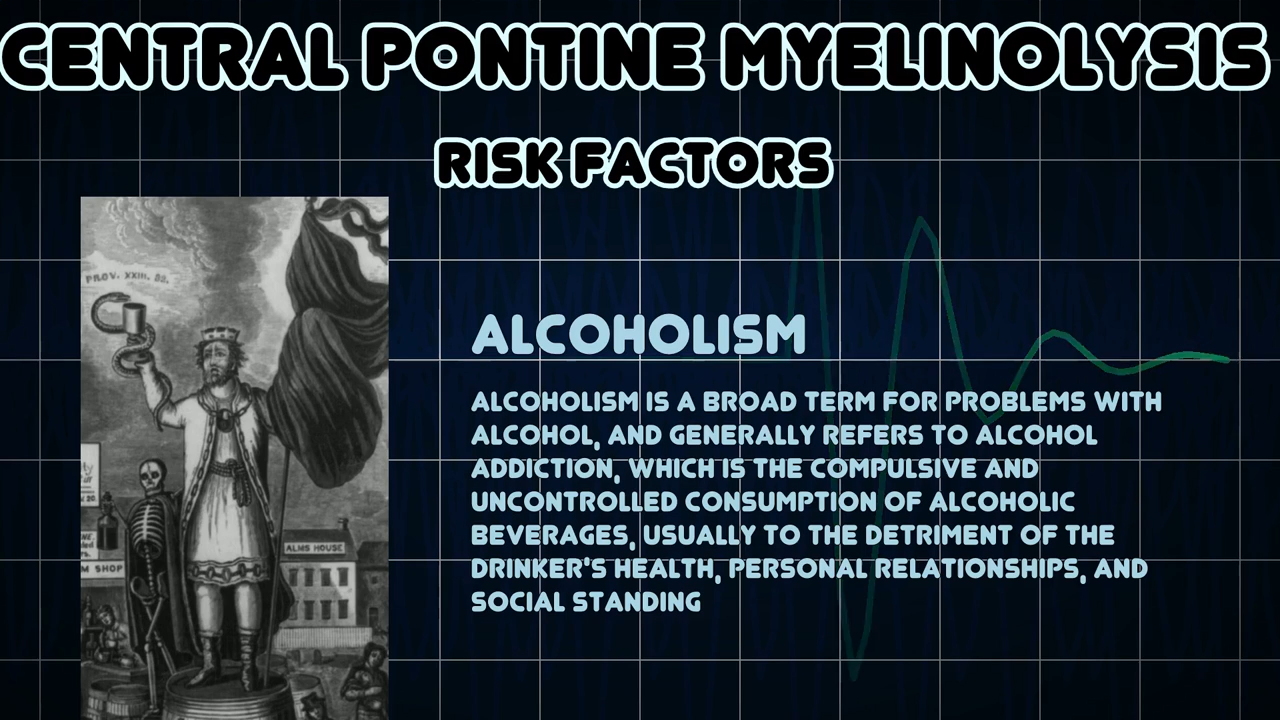 CENTRAL PONTINE MYELINOLYSIS
RISK FACTORS
PROV. XXIII. 32.
ALMS HOUSE
M SHOP
ALCOHOLISM
ALCOHOLISM IS A BROAD TERM FOR PROBLEMS WITH
ALCOHOL, AND GENERALLY REFERS TO ALCOHOL
ADDICTION, WHICH IS THE COMPULSIVE AND
UNCONTROLLED CONSUMPTION OF ALCOHOLIC
BEVERAGES, USUALLY TO THE DETRIMENT OF THE
DRINKER'S HEALTH, PERSONAL RELATIONSHIPS, AND
SOCIAL STANDING